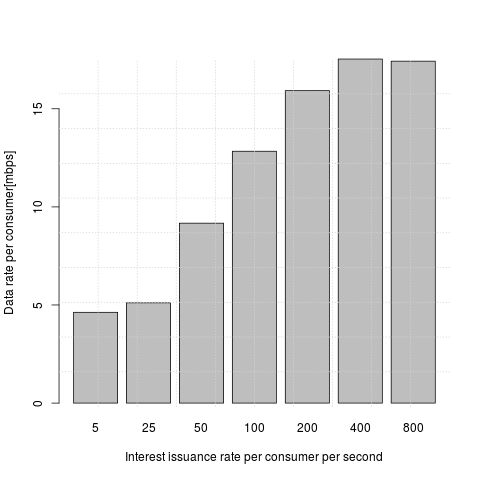 Data rate per consumer[mbps]
15
10
5
0
5 25 50 100 200 400 800
Interest issuance rate per consumer per second